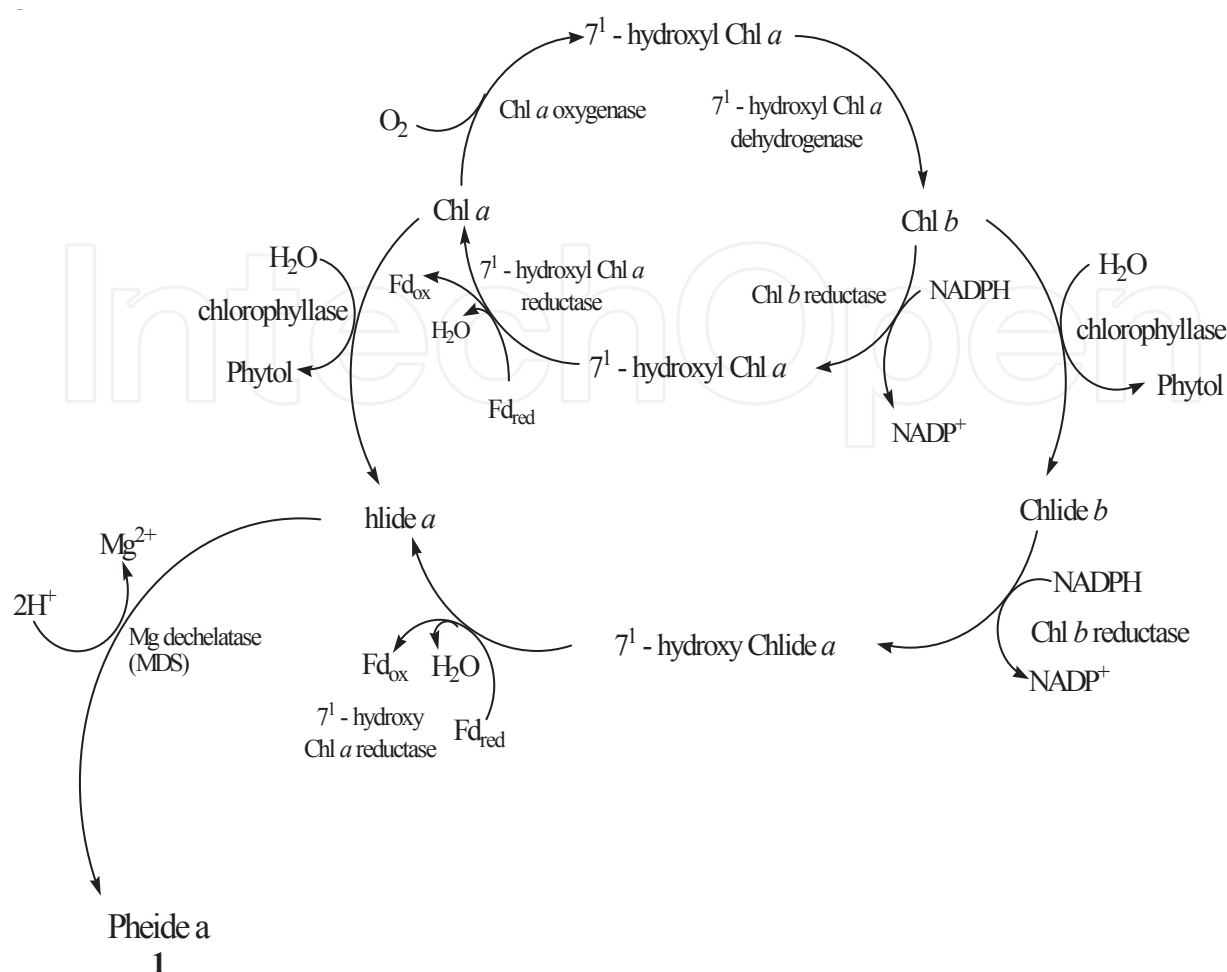 7¹ - hydroxyl Chl a
O₂
Chl a oxygenase
7¹ - hydroxyl Chl a
dehydrogenase
Chl a
Chl b
H₂O
chlorophyllase
Phytol
Fd_ox
H₂O
7¹ - hydroxyl Chl a
reductase
Fd_red
7¹ - hydroxyl Chl a
Chl b reductase
NADPH
NADP⁺
H₂O
chlorophyllase
Phytol
hlide a
Chlide b
Mg²⁺
2H⁺
Mg dechelatase
(MDS)
Fd_ox
H₂O
7¹ - hydroxy
Chl a reductase
Fd_red
7¹ - hydroxy Chlide a
NADPH
Chl b reductase
NADP⁺
Pheide a
1
IntechOpen